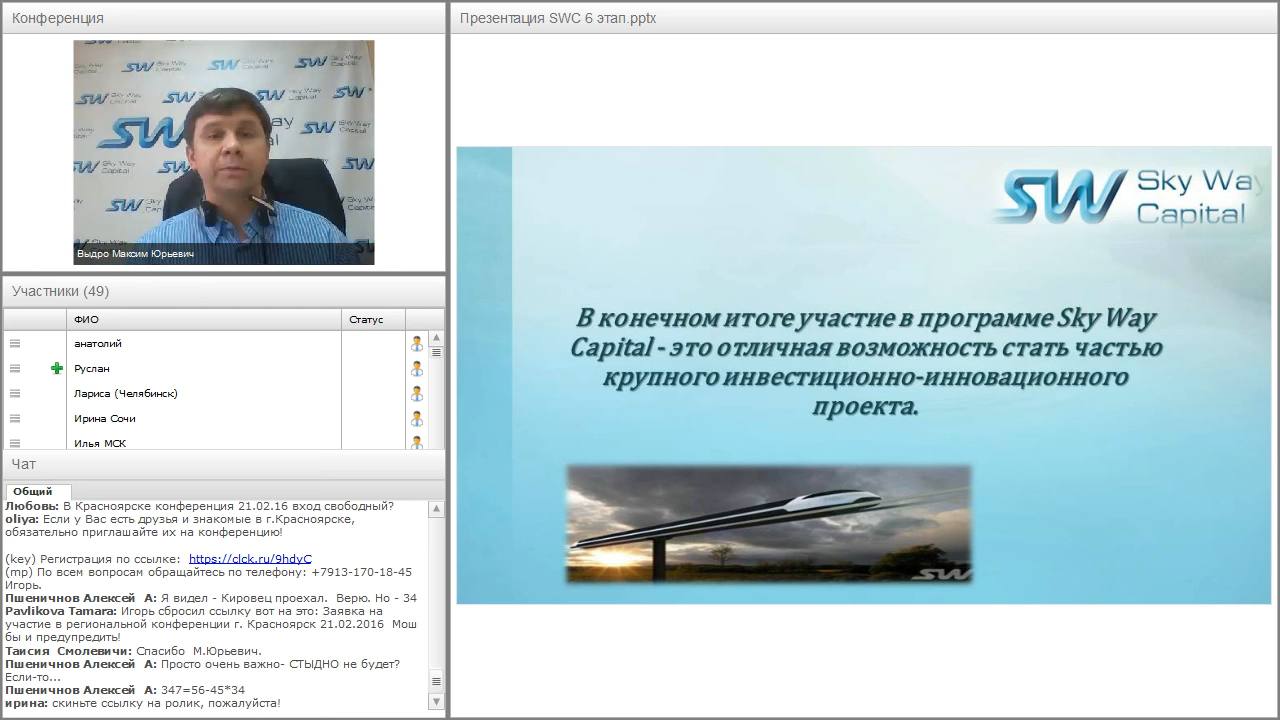 Конференция
SW Sky Way Capital
Выдро Максим Юрьевич
Участники (49)
ФИО
Статус
анатолий
Руслан
Лариса (Челябинск)
Ирина Сочи
Илья МСК
Чат
Общий
Любовь: В Красноярске конференция 21.02.16 вход свободный?
oliya: Если у Вас есть друзья и знакомые в г.Красноярске,
обязательно приглашайте их на конференцию!
(key) Регистрация по ссылке: https://clck.ru/9hdyC
(mp) По всем вопросам обращайтесь по телефону: +7913-170-18-45
Игорь.
Пшеничнов Алексей А: Я видел - Кировец проехал. Верю. Но - 34
Pavlikova Tamara: Игорь сбросил ссылку вот на это: Заявка на
участие в региональной конференции г. Красноярск 21.02.2016 Мош
бы и предупредить!
Таисия Смолевичи: Спасибо М.Юрьевич.
Пшеничнов Алексей А: Просто очень важно- СТЫДНО не будет?
Если-то...
Пшеничнов Алексей А: 347=56-45*34
ирина: скиньте ссылку на ролик, пожалуйста!
Презентация SWC 6 этап.pptx
SW Sky Way
Capital
В конечном итоге участие в программе Sky Way
Capital - это отличная возможность стать частью
крупного инвестиционно-инновационного
проекта.
SW